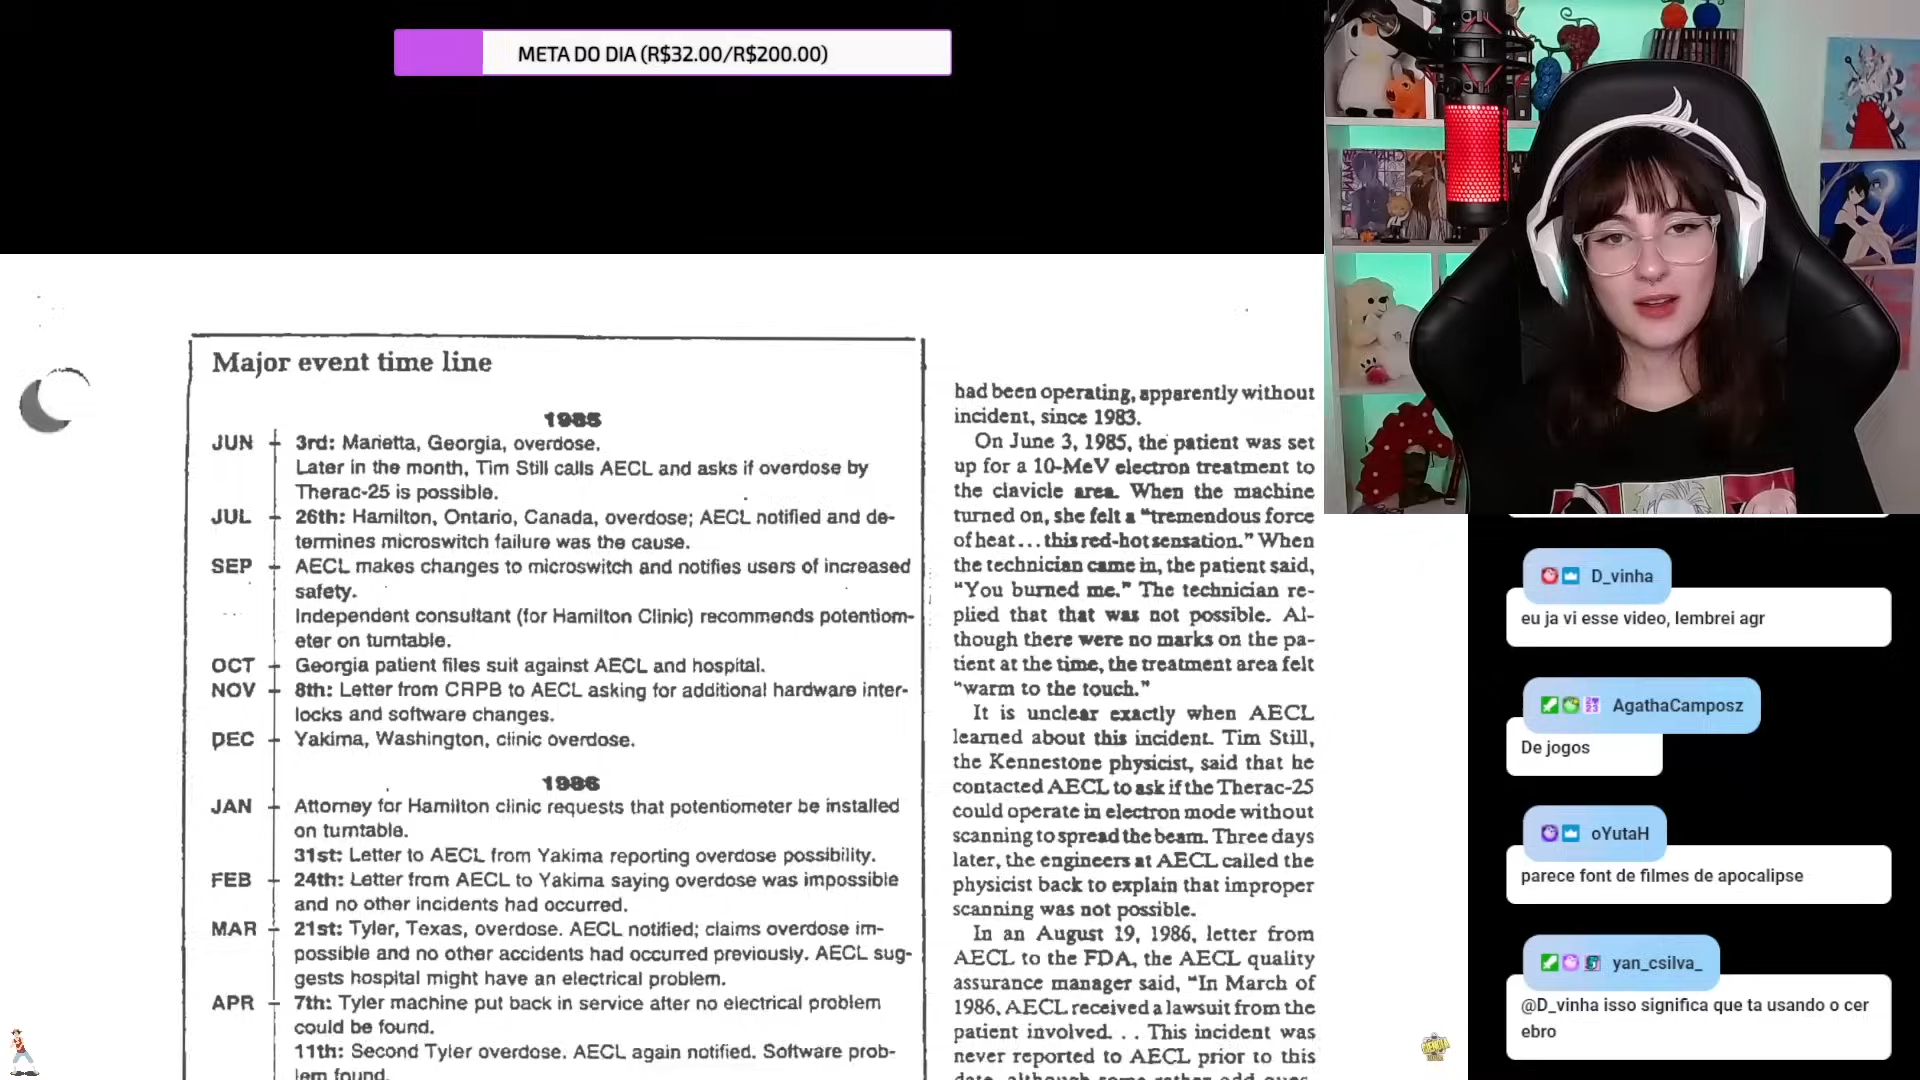 META DO DIA (R$32.00/R$200.00)
Major event time line
1985
JUN 3rd: Marietta, Georgia, overdose.
Later in the month, Tim Still calls AECL and asks if overdose by
Therac-25 is possible.
JUL 26th: Hamilton, Ontario, Canada, overdose; AECL notified and de-
termines microswitch failure was the cause.
SEP AECL makes changes to microswitch and notifies users of increased
safety.
Independent consultant (for Hamilton Clinic) recommends potentiom-
eter on turntable.
OCT Georgia patient files suit against AECL and hospital.
NOV 8th: Letter from CRPB to AECL asking for additional hardware inter-
locks and software changes.
DEC Yakima, Washington, clinic overdose.
1986
JAN Attorney for Hamilton clinic requests that potentiometer be installed
on turntable.
31st: Letter to AECL from Yakima reporting overdose possibility.
FEB 24th: Letter from AECL to Yakima saying overdose was impossible
and no other incidents had occurred.
MAR 21st: Tyler, Texas, overdose. AECL notified; claims overdose im-
possible and no other accidents had occurred previously. AECL sug-
gests hospital might have an electrical problem.
APR 7th: Tyler machine put back in service after no electrical problem
could be found.
11th: Second Tyler overdose. AECL again notified. Software prob-
lem found.
had been operating, apparently without
incident, since 1983.
On June 3, 1985, the patient was set
up for a 10-MeV electron treatment to
the clavicle area. When the machine
turned on, she felt a “tremendous force
of heat...this red-hot sensation.” When
the technician came in, the patient said,
“You burned me.” The technician re-
plied that that was not possible. Al-
though there were no marks on the pa-
tient at the time, the treatment area felt
“warm to the touch.”
It is unclear exactly when AECL
learned about this incident. Tim Still,
the Kennestone physicist, said that he
contacted AECL to ask if the Therac-25
could operate in electron mode without
scanning to spread the beam. Three days
later, the engineers at AECL called the
physicist back to explain that improper
scanning was not possible.
In an August 19, 1986, letter from
AECL to the FDA, the AECL quality
assurance manager said, “In March of
1986, AECL received a lawsuit from the
patient involved. . . This incident was
never reported to AECL prior to this
date, although some rather odd ques-
D_vinha
eu ja vi esse video, lembrei agr
AgathaCamposz
De jogos
oYutaH
parece font de filmes de apocalipse
yan_csilva_
@D_vinha isso significa que ta usando o cer
ebro